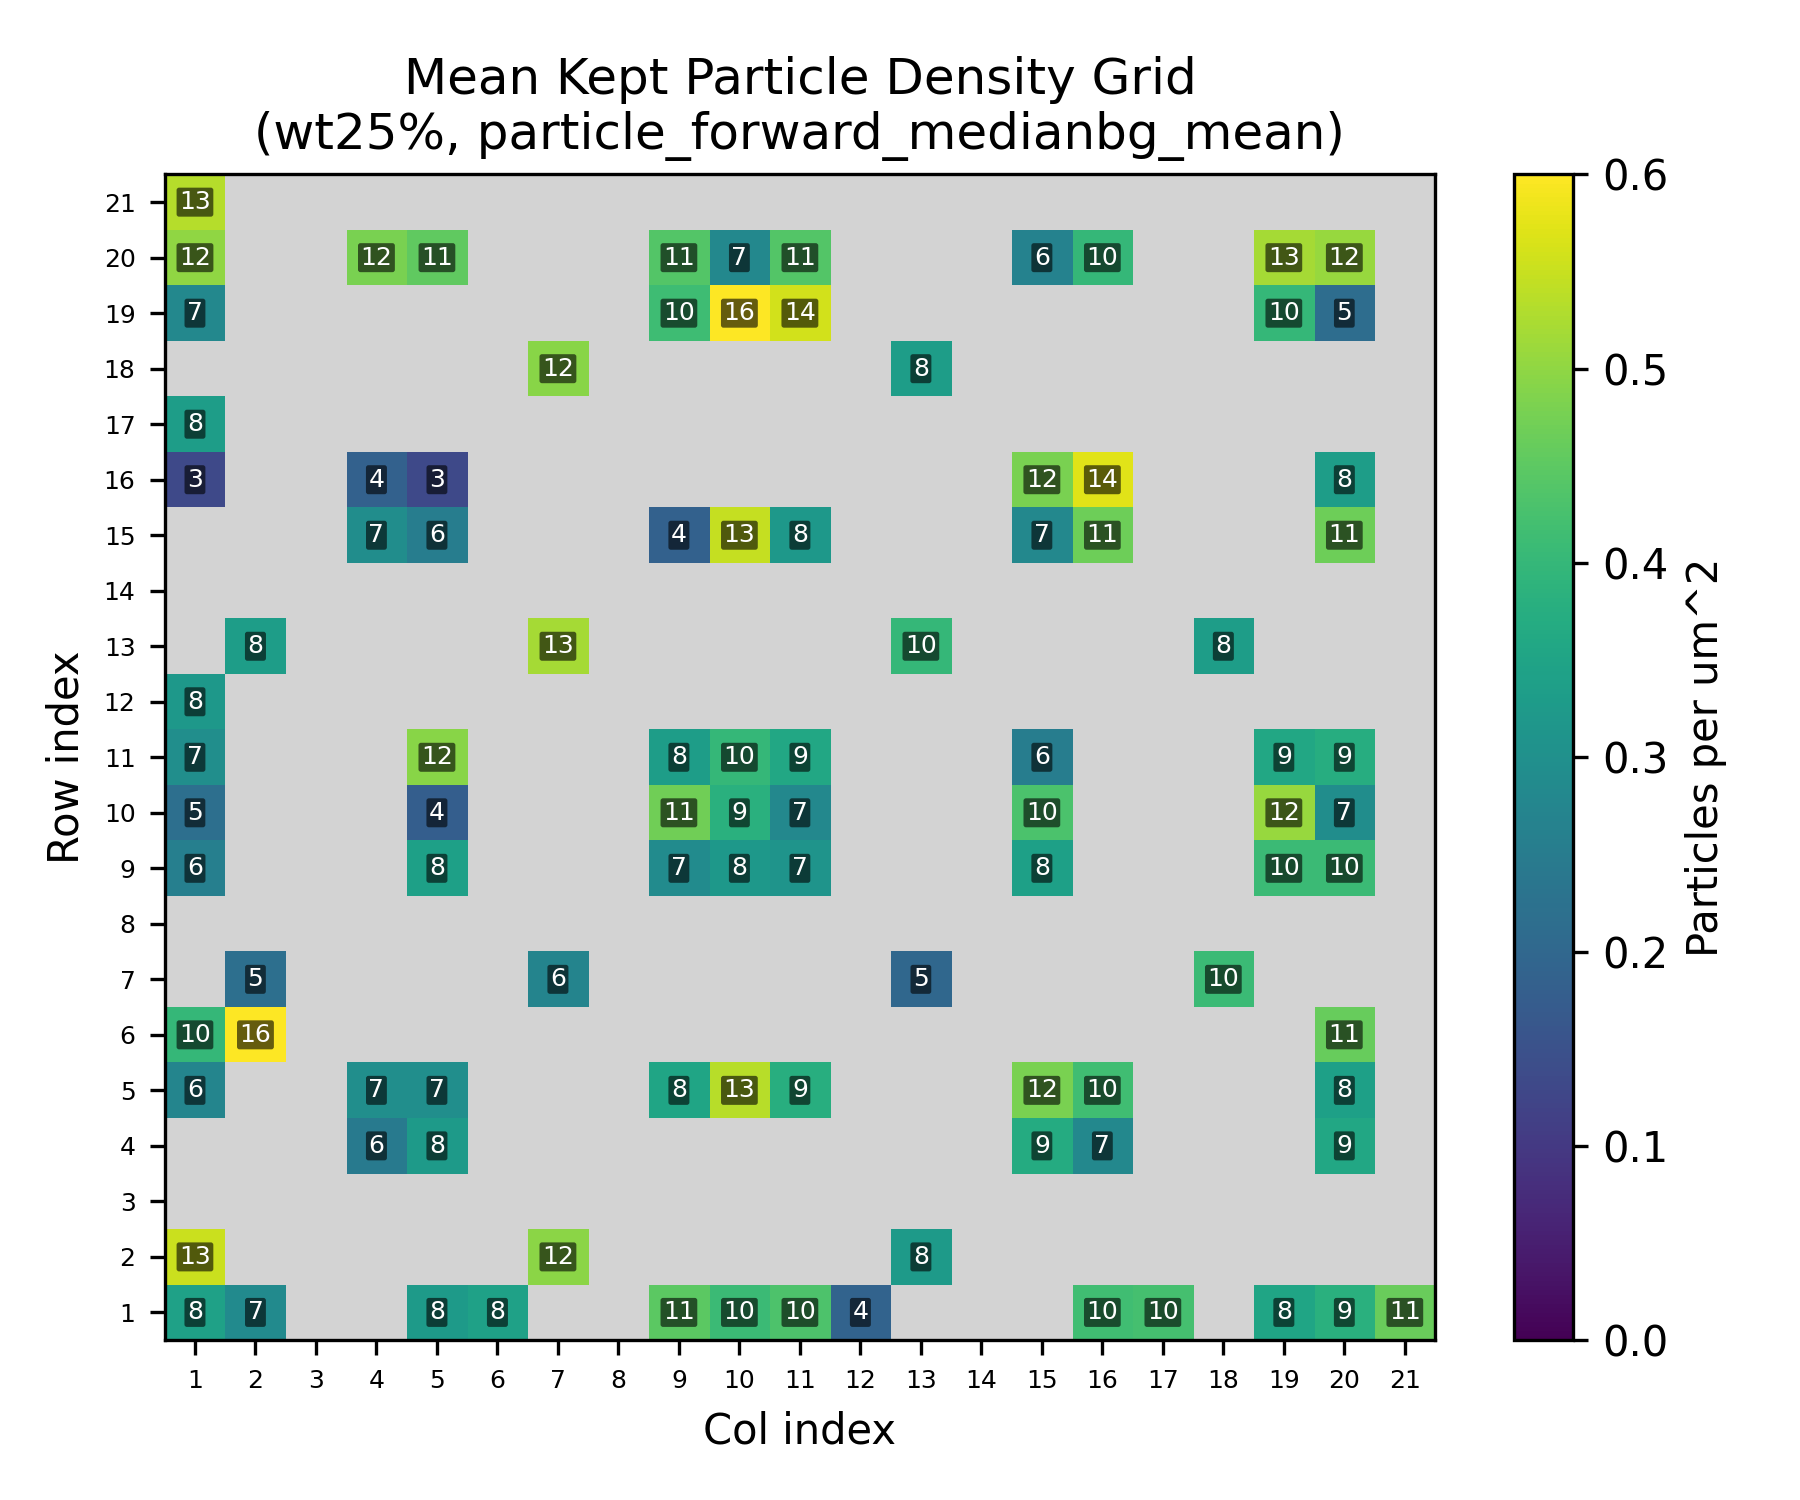 Mean Kept Particle Density Grid
(wt25%, particle_forward_medianbg_mean)
21 13
20 12 12 11 11 7 11 6 10 13 12
19 7 10 16 14 10 5
18 12 8
17 8
16 3 4 3 12 14 8
15 7 6 4 13 8 7 11 11
14
13 8 13 10 8
12 8
11 7 12 8 10 9 6 9 9
10 5 4 11 9 7 10 12 7
9 6 8 7 8 7 8 10 10
8
7 5 6 5 10
6 10 16 11
5 6 7 7 8 13 9 12 10 8
4 6 8 9 7 9
3
2 13 12 8
1 8 7 8 8 11 10 10 4 10 10 8 9 11
1 2 3 4 5 6 7 8 9 10 11 12 13 14 15 16 17 18 19 20 21
Col index
Row index
0.6
0.5
0.4
0.3
0.2
0.1
0.0
Particles per um^2